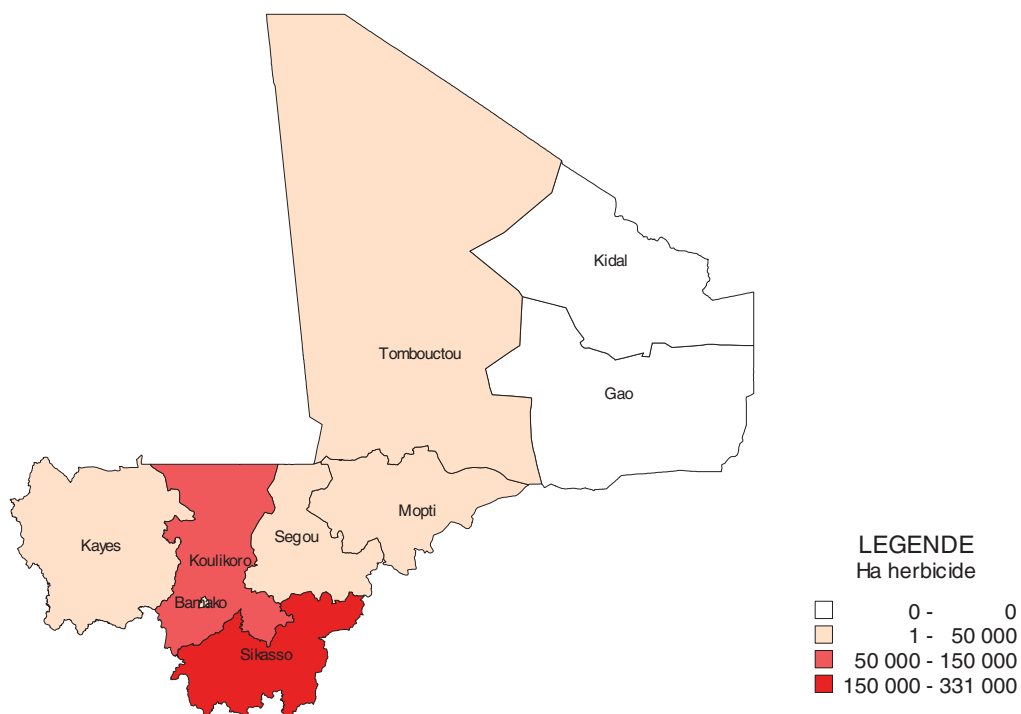 Kidal
Tombouctou
Gao
Mopti
Segou
Kayes
Koulikoro
Bamako
Sikasso
LEGENDE
Ha herbicide
0 - 0
1 - 50 000
50 000 - 150 000
150 000 - 331 000